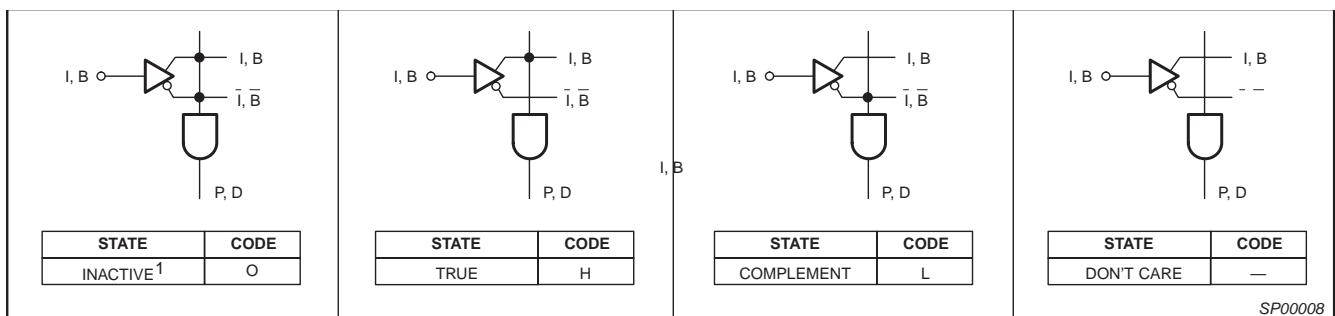 I, B
I, B
I̅, B̅
P, D
STATE CODE
INACTIVE1 O
I, B
I, B
I̅, B̅
P, D
STATE CODE
TRUE H
I, B
I, B
I, B
I̅, B̅
P, D
STATE CODE
COMPLEMENT L
I, B
I, B
P, D
STATE CODE
DON'T CARE —
SP00008